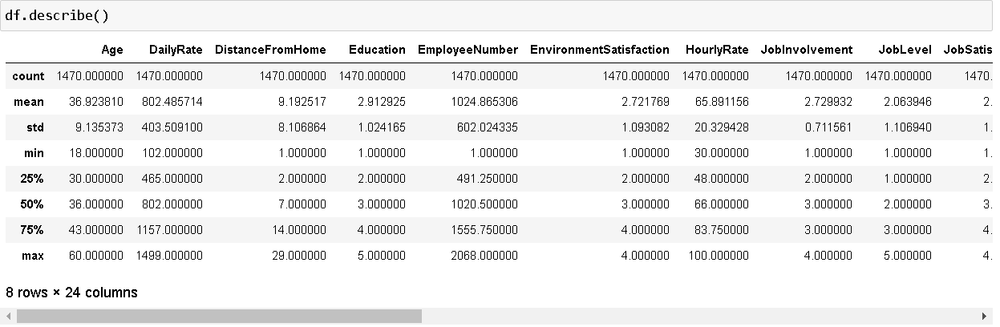 df.describe()
Age DailyRate DistanceFromHome Education EmployeeNumber EnvironmentSatisfaction HourlyRate JobInvolvement JobLevel JobSatis
count 1470.000000 1470.000000 1470.000000 1470.000000 1470.000000 1470.000000 1470.000000 1470.000000 1470.000000 1470.
mean 36.923810 802.485714 9.192517 2.912925 1024.865306 2.721769 65.891156 2.729932 2.063946 2.
std 9.135373 403.509100 8.106864 1.024165 602.024335 1.093082 20.329428 0.711561 1.106940 1.
min 18.000000 102.000000 1.000000 1.000000 1.000000 1.000000 30.000000 1.000000 1.000000 1.
25% 30.000000 465.000000 2.000000 2.000000 491.250000 2.000000 48.000000 2.000000 1.000000 2.
50% 36.000000 802.000000 7.000000 3.000000 1020.500000 3.000000 66.000000 3.000000 2.000000 3.
75% 43.000000 1157.000000 14.000000 4.000000 1555.750000 4.000000 83.750000 3.000000 3.000000 4.
max 60.000000 1499.000000 29.000000 5.000000 2068.000000 4.000000 100.000000 4.000000 5.000000 4.
8 rows × 24 columns